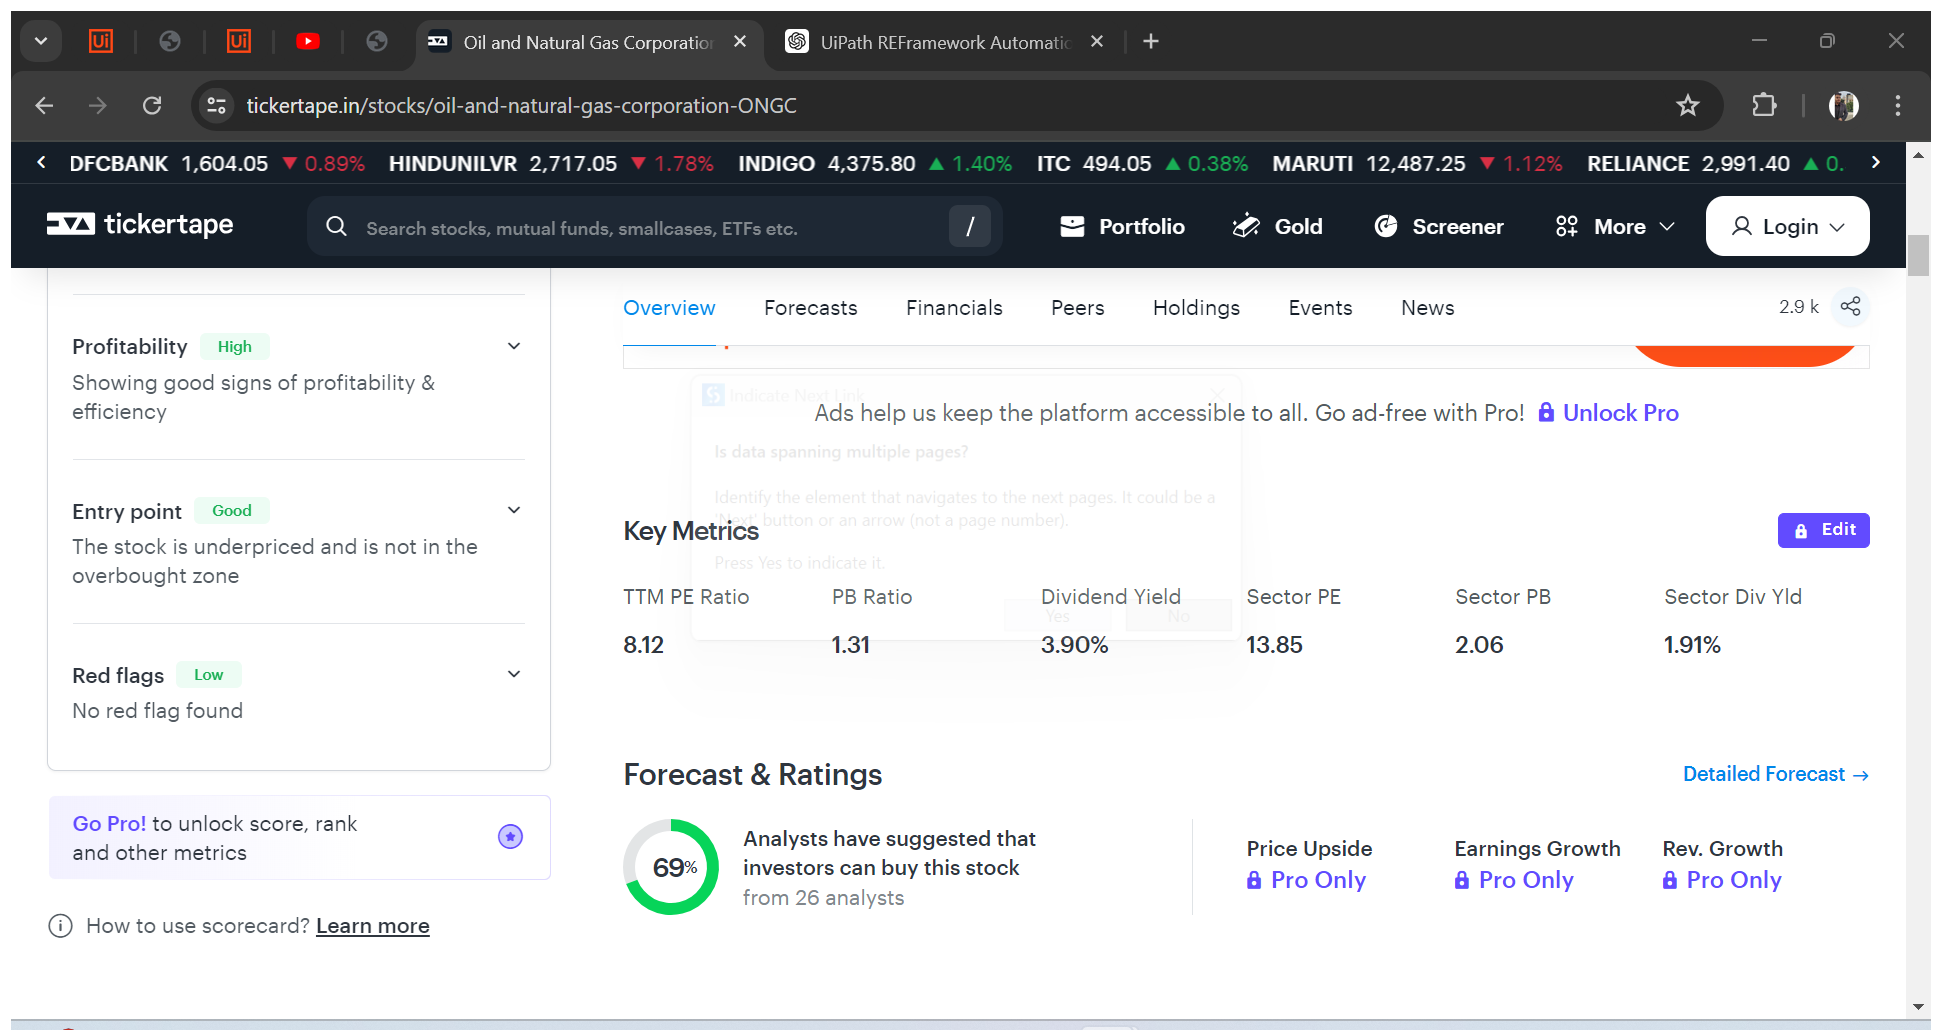 Ui
Ui
Oil and Natural Gas Corporation
UiPath REFramework Automatic
tickertape.in/stocks/oil-and-natural-gas-corporation-ONGC
DFCBANK 1,604.05 ▼ 0.89% HINDUNILVR 2,717.05 ▼ 1.78% INDIGO 4,375.80 ▲ 1.40% ITC 494.05 ▲ 0.38% MARUTI 12,487.25 ▼ 1.12% RELIANCE 2,991.40 ▲ 0.
tickertape
Search stocks, mutual funds, smallcases, ETFs etc.
/
Portfolio
Gold
Screener
More
Login
Profitability High
Showing good signs of profitability &
efficiency
Entry point Good
The stock is underpriced and is not in the
overbought zone
Red flags Low
No red flag found
Go Pro! to unlock score, rank
and other metrics
How to use scorecard? Learn more
Overview Forecasts Financials Peers Holdings Events News
2.9 k
Indicate Next Link
Ads help us keep the platform accessible to all. Go ad-free with Pro! Unlock Pro
Is data spanning multiple pages?
Identify the element that navigates to the next pages. It could be a
'Next' button or an arrow (not a page number).
Press Yes to indicate it.
Yes No
Key Metrics
Edit
TTM PE Ratio PB Ratio Dividend Yield Sector PE Sector PB Sector Div Yld
8.12 1.31 3.90% 13.85 2.06 1.91%
Forecast & Ratings
Detailed Forecast →
69%
Analysts have suggested that
investors can buy this stock
from 26 analysts
Price Upside Earnings Growth Rev. Growth
Pro Only Pro Only Pro Only